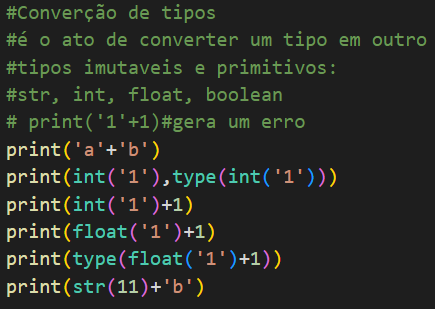 #Converção de tipos
#é o ato de converter um tipo em outro
#tipos imutaveis e primitivos:
#str, int, float, boolean
# print('1'+1)#gera um erro
print('a'+'b')
print(int('1'),type(int('1')))
print(int('1')+1)
print(float('1')+1)
print(type(float('1')+1))
print(str(11)+'b')